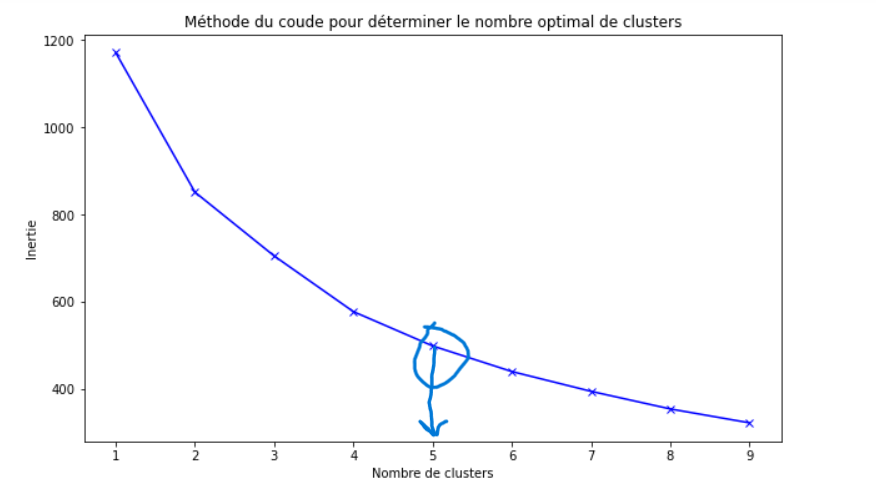 Méthode du coude pour déterminer le nombre optimal de clusters
1200
1000
800
600
400
Inertie
1 2 3 4 5 6 7 8 9
Nombre de clusters